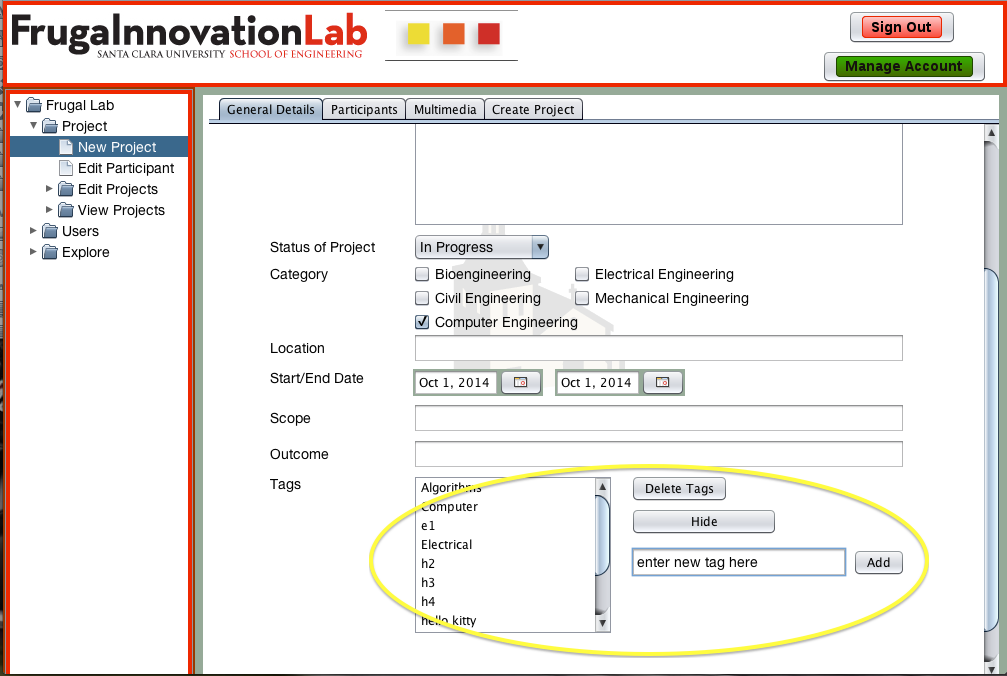 FrugalInnovationLab
SANTA CLARA UNIVERSITY SCHOOL OF ENGINEERING
Sign Out
Manage Account
Frugal Lab
Project
New Project
Edit Participant
Edit Projects
View Projects
Users
Explore
General Details Participants Multimedia Create Project
Status of Project In Progress
Category Bioengineering Electrical Engineering
Civil Engineering Mechanical Engineering
Computer Engineering
Location
Start/End Date Oct 1, 2014 Oct 1, 2014
Scope
Outcome
Tags
Algorithms
Computer
e1
Electrical
h2
h3
h4
hello kitty
Delete Tags
Hide
enter new tag here Add